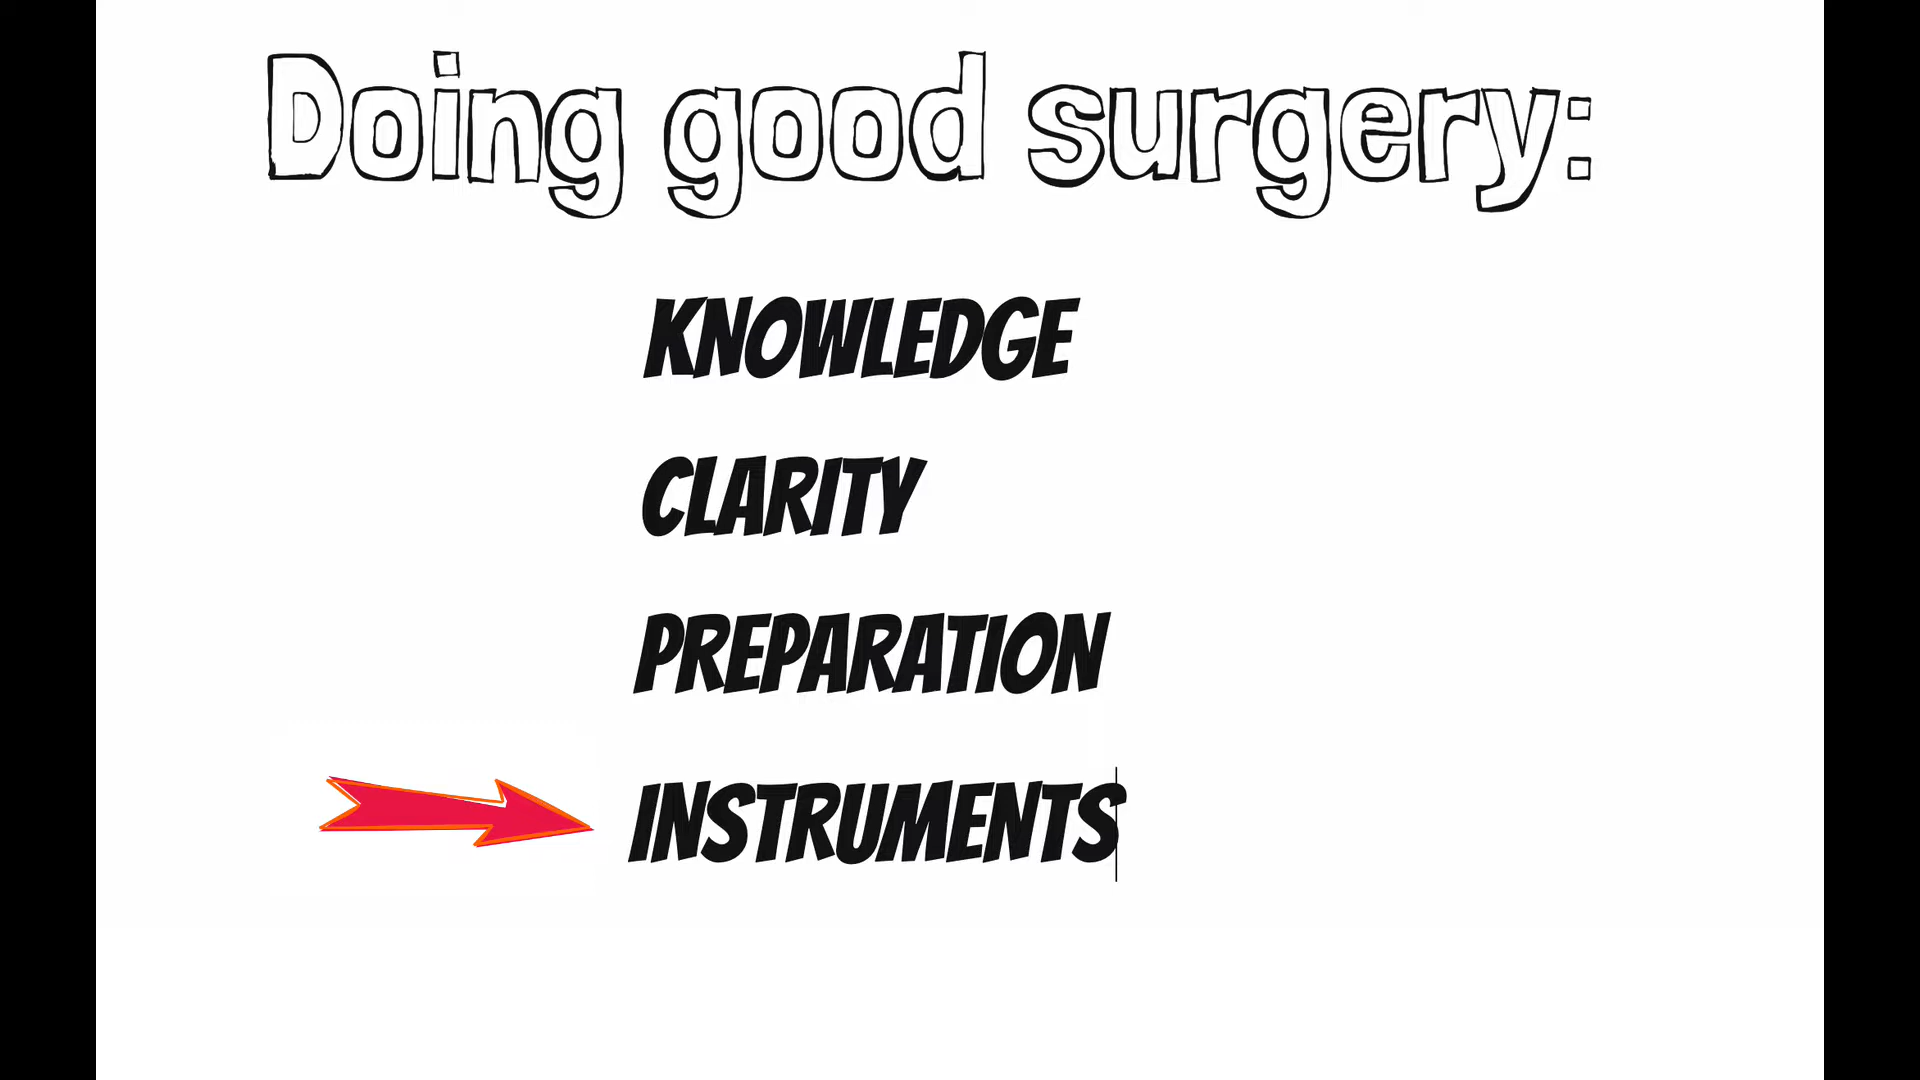 Doing good surgery:
KNOWLEDGE
CLARITY
PREPARATION
INSTRUMENTS